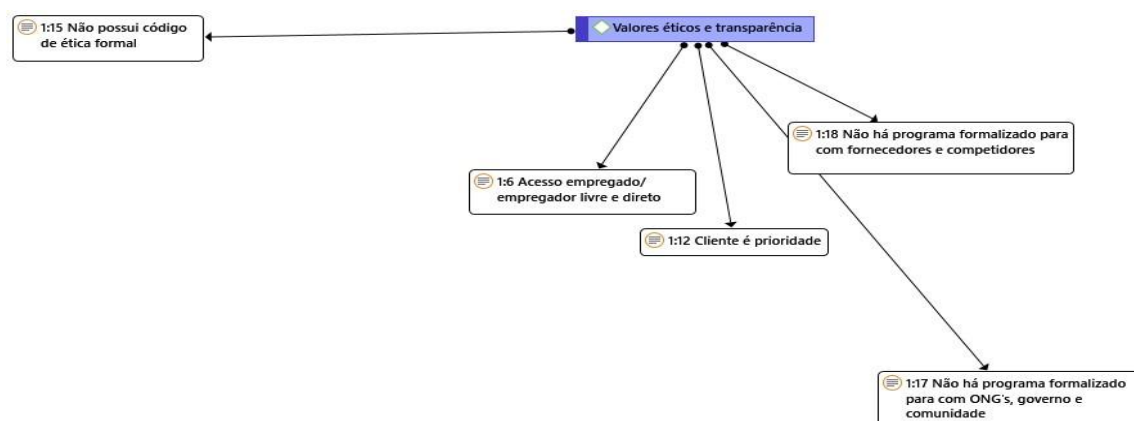 Valores éticos e transparência
1:15 Não possui código
de ética formal
1:18 Não há programa formalizado para
com fornecedores e competidores
1:6 Acesso empregado/
empregador livre e direto
1:12 Cliente é prioridade
1:17 Não há programa formalizado
para com ONG's, governo e
comunidade